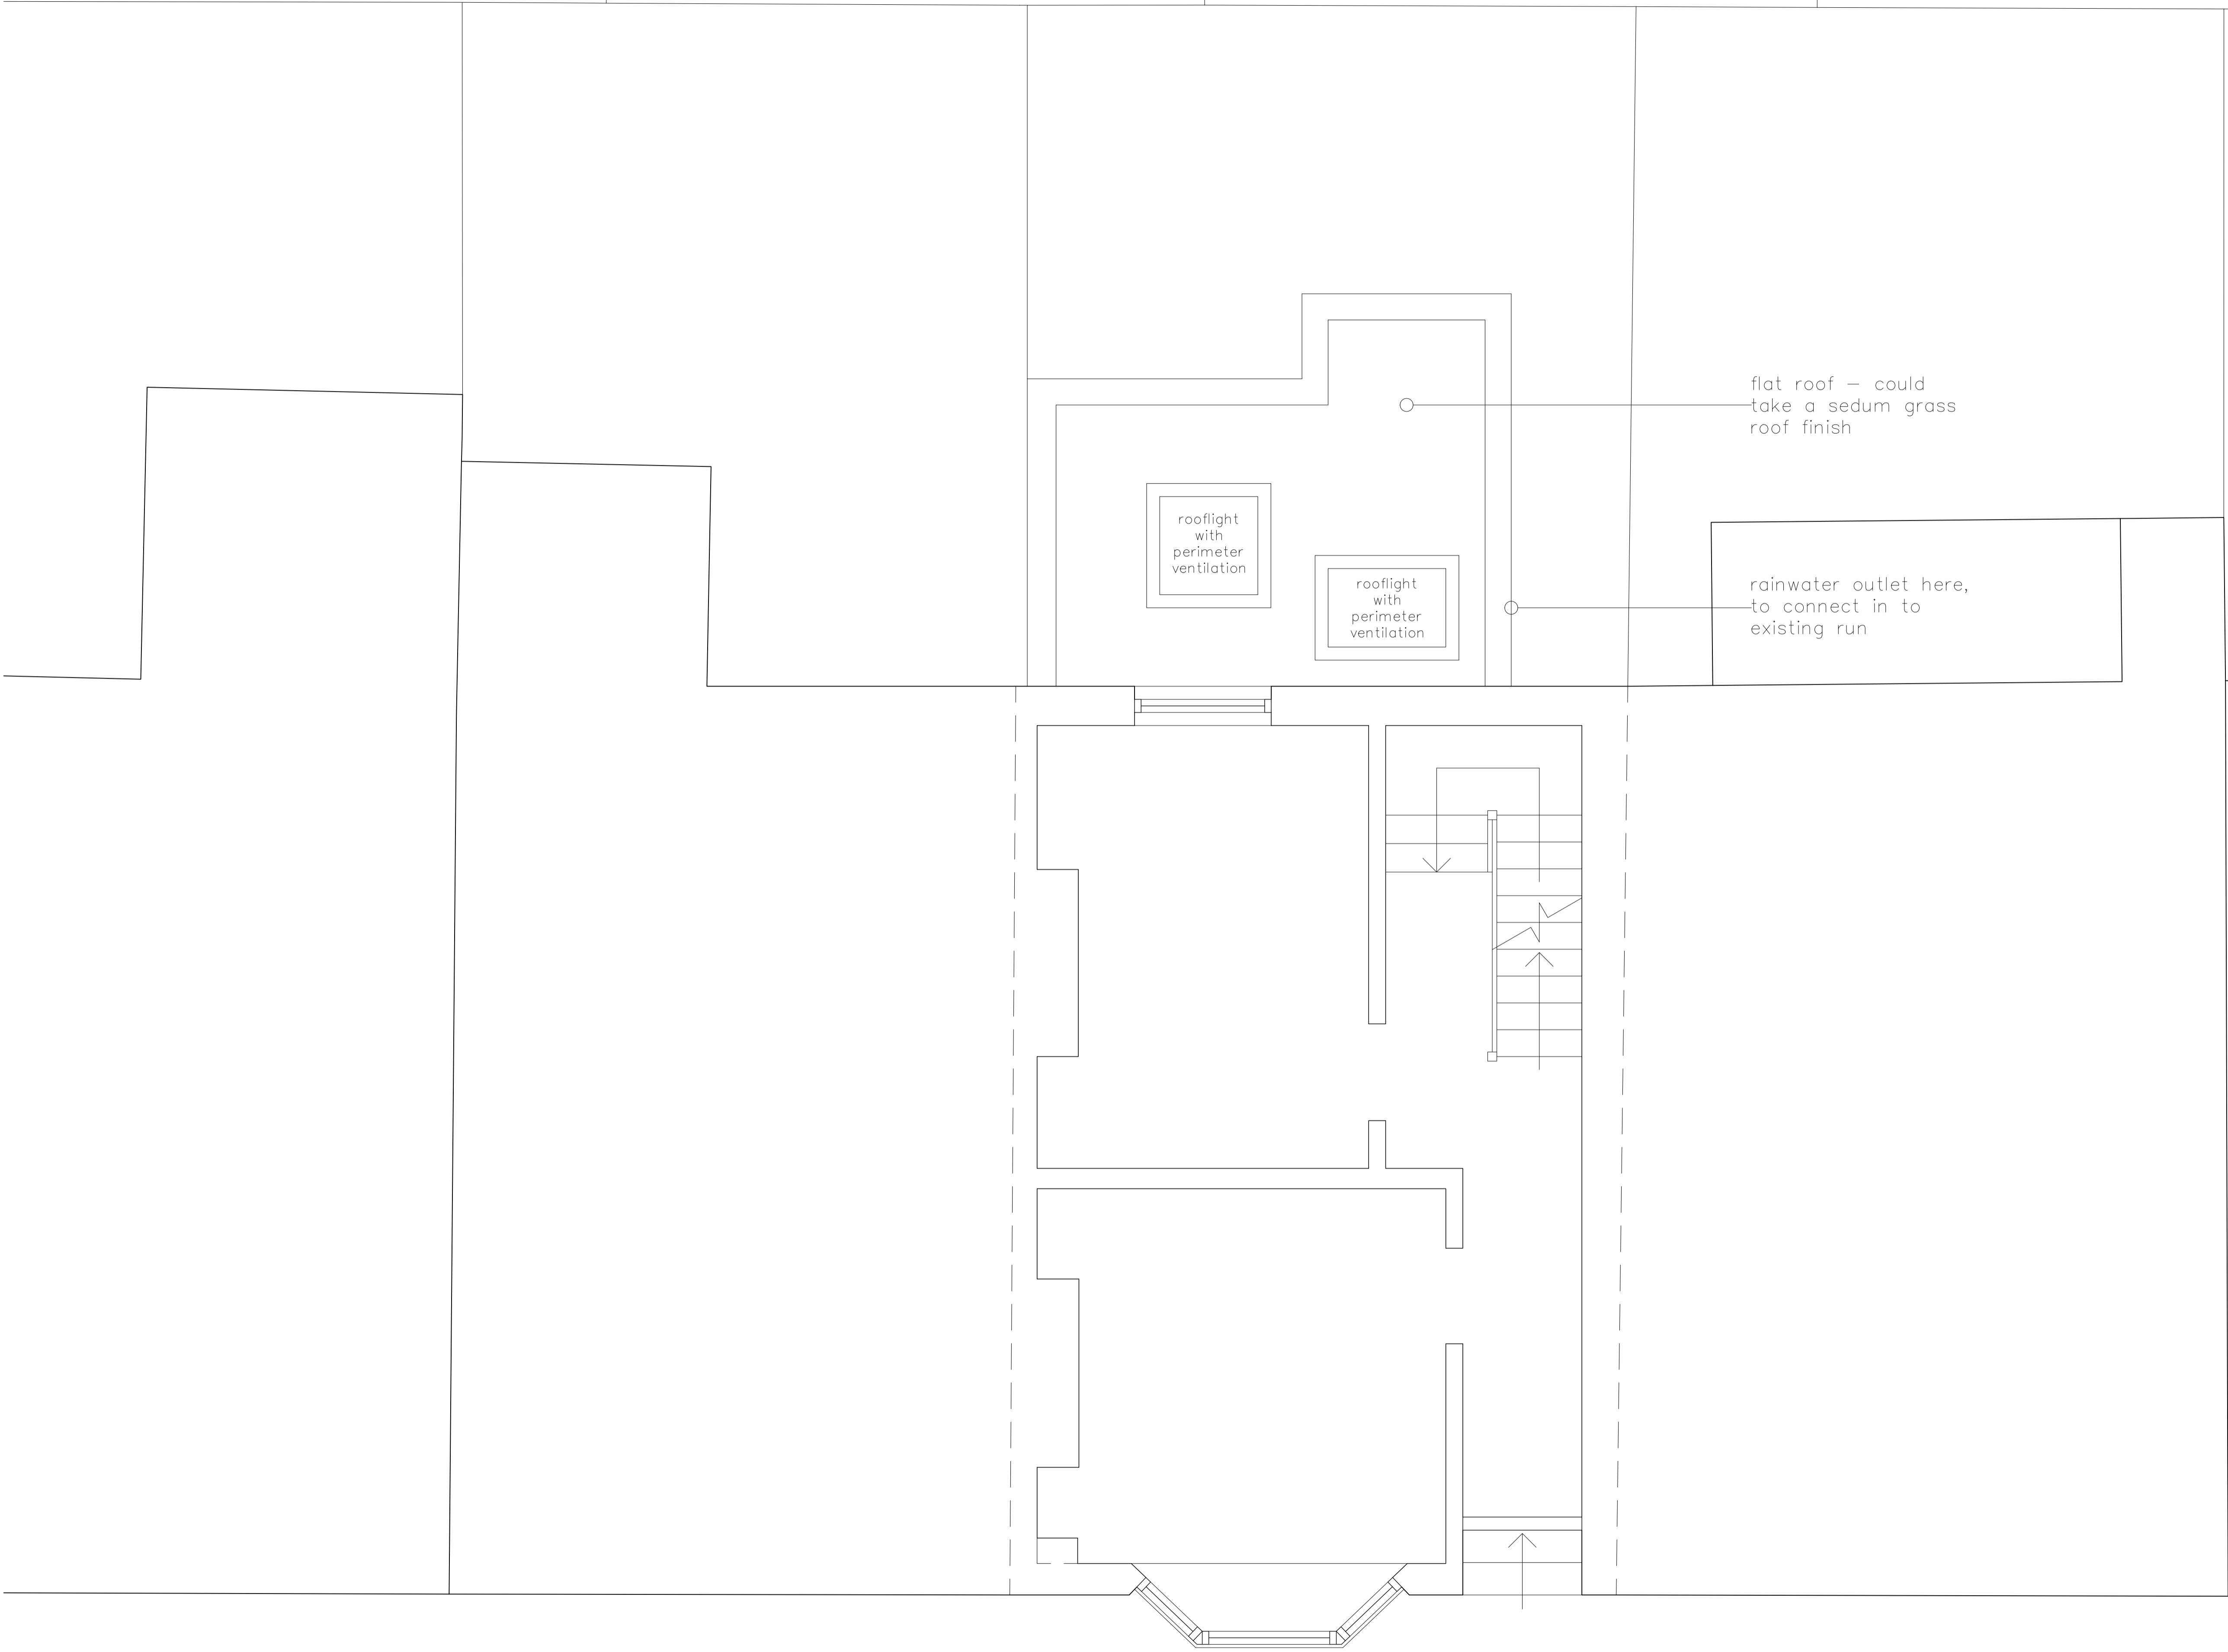 flat roof – could
take a sedum grass
roof finish
rooflight
with
perimeter
ventilation
rooflight
with
perimeter
ventilation
rainwater outlet here,
to connect in to
existing run